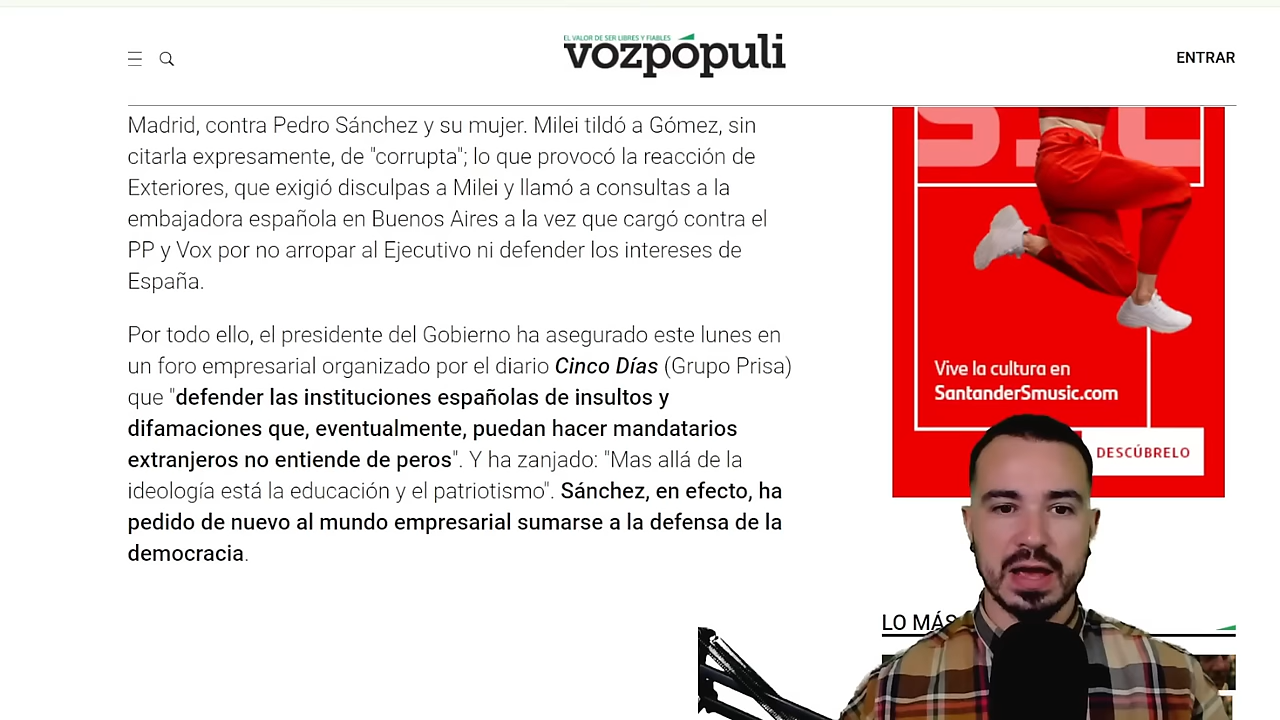 EL VALOR DE SER LIBRES Y FIABLES
vozpópuli
ENTRAR
Madrid, contra Pedro Sánchez y su mujer. Milei tildó a Gómez, sin
citarla expresamente, de "corrupta"; lo que provocó la reacción de
Exteriores, que exigió disculpas a Milei y llamó a consultas a la
embajadora española en Buenos Aires a la vez que cargó contra el
PP y Vox por no arropar al Ejecutivo ni defender los intereses de
España.
Por todo ello, el presidente del Gobierno ha asegurado este lunes en
un foro empresarial organizado por el diario Cinco Días (Grupo Prisa)
que "defender las instituciones españolas de insultos y
difamaciones que, eventualmente, puedan hacer mandatarios
extranjeros no entiende de peros". Y ha zanjado: "Mas allá de la
ideología está la educación y el patriotismo". Sánchez, en efecto, ha
pedido de nuevo al mundo empresarial sumarse a la defensa de la
democracia.
Vive la cultura en
SantanderSmusic.com
DESCÚBRELO
LO MÁS